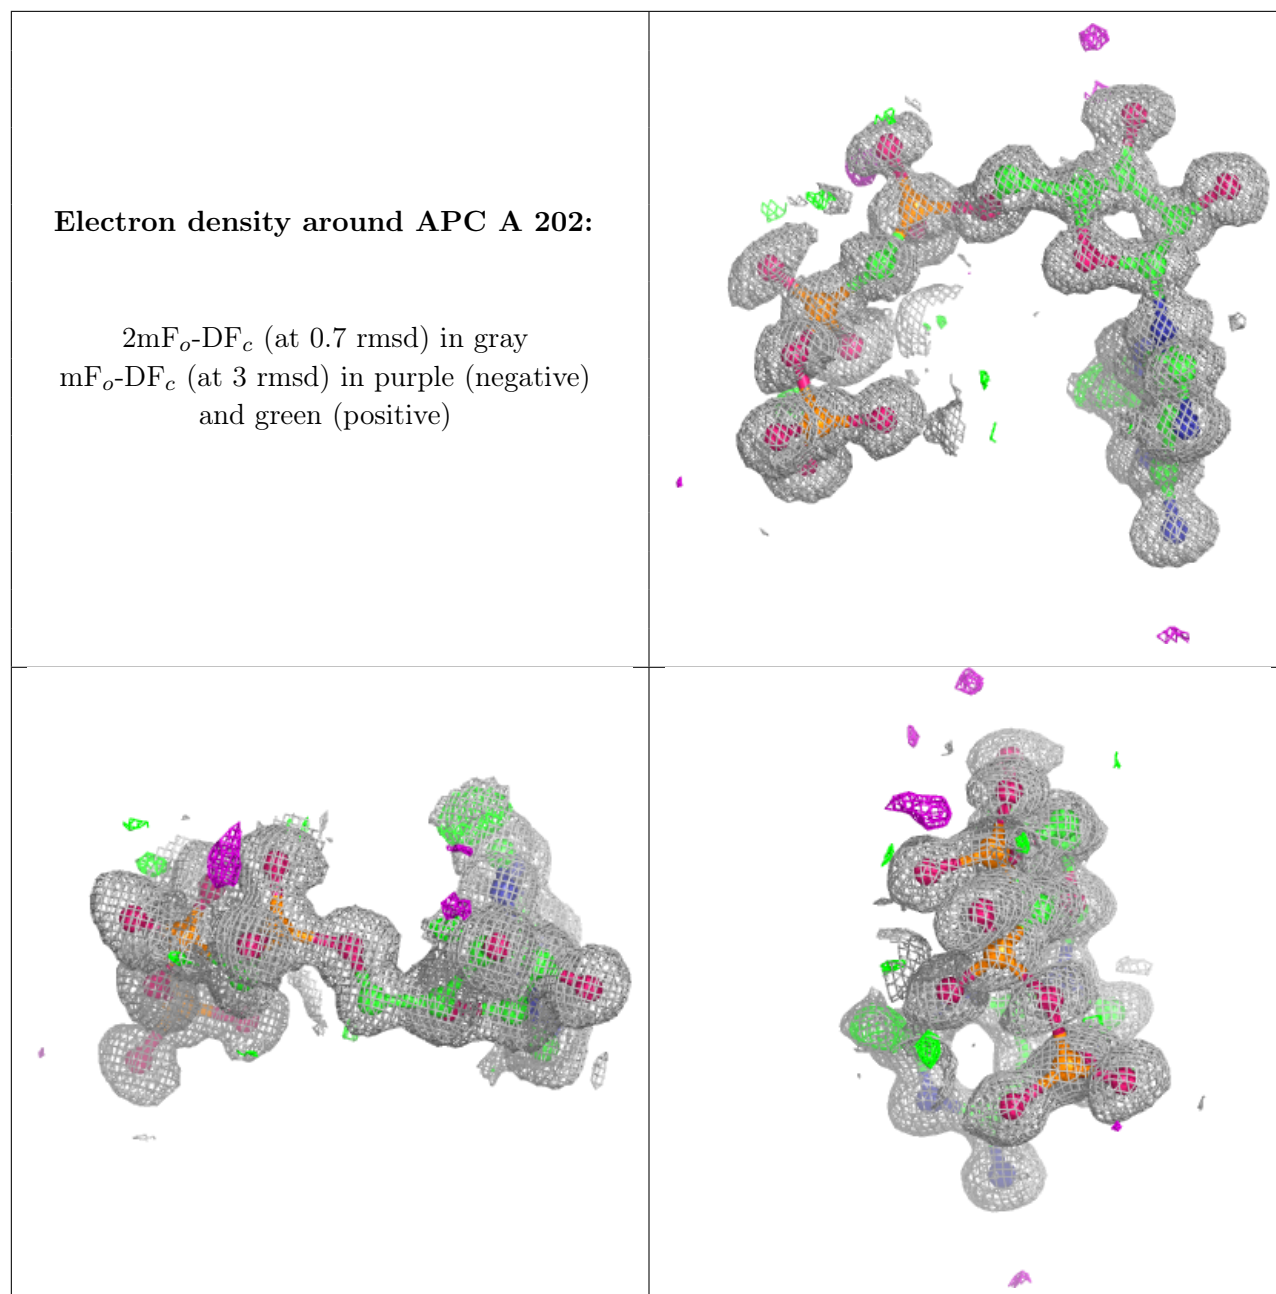 Electron density around APC A 202:
2mFₒ-DF𝒸 (at 0.7 rmsd) in gray
mFₒ-DF𝒸 (at 3 rmsd) in purple (negative)
and green (positive)